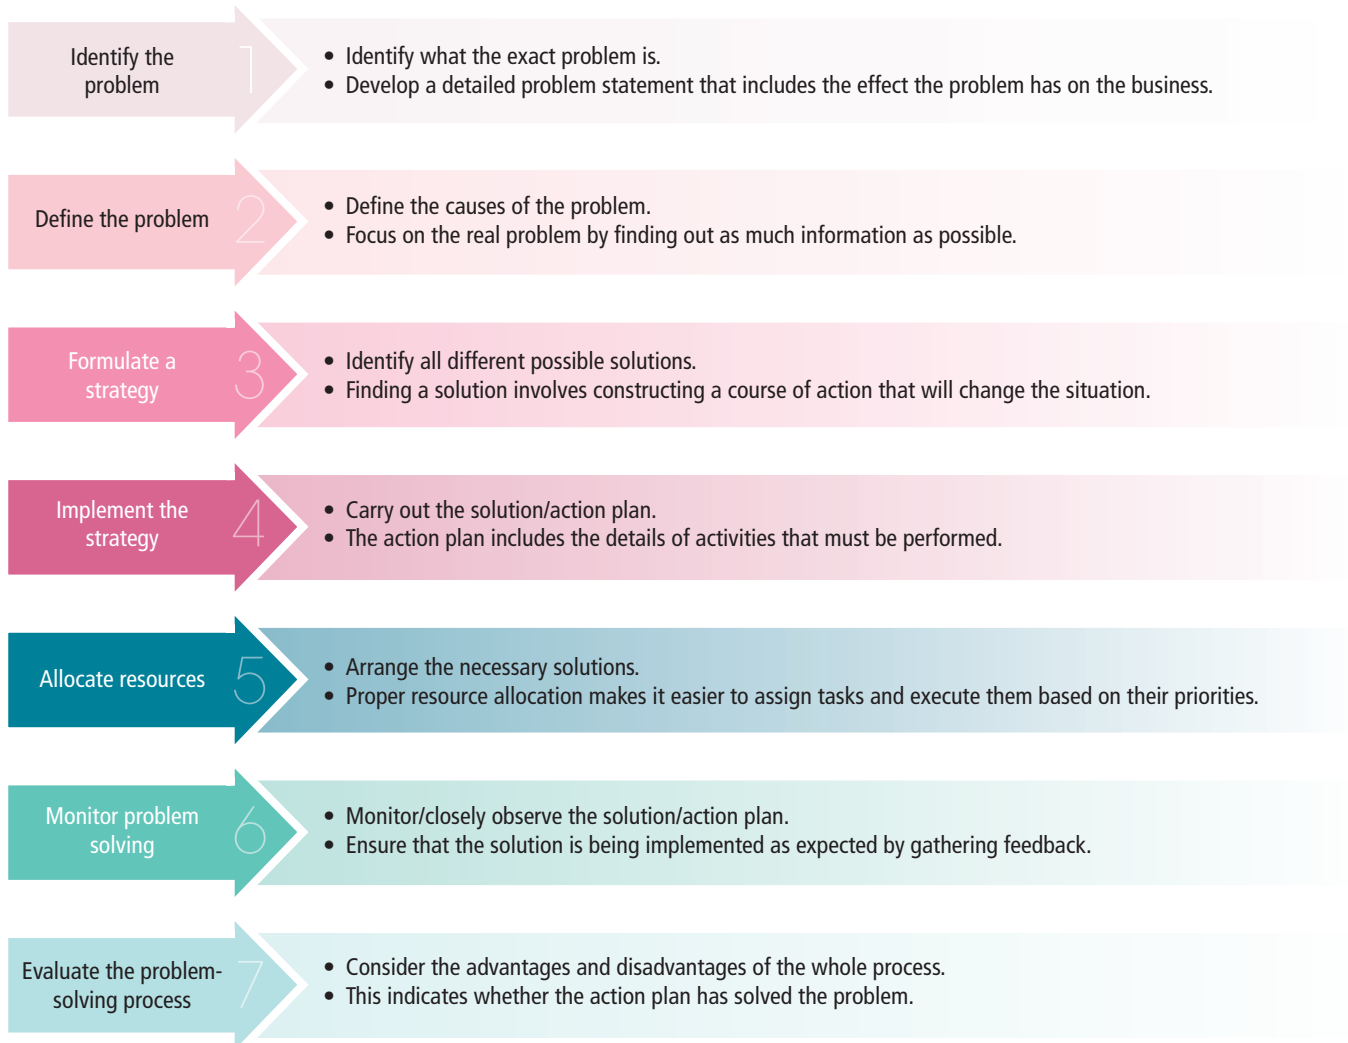 Identify the
problem
1
• Identify what the exact problem is.
• Develop a detailed problem statement that includes the effect the problem has on the business.
Define the problem
2
• Define the causes of the problem.
• Focus on the real problem by finding out as much information as possible.
Formulate a
strategy
3
• Identify all different possible solutions.
• Finding a solution involves constructing a course of action that will change the situation.
Implement the
strategy
4
• Carry out the solution/action plan.
• The action plan includes the details of activities that must be performed.
Allocate resources
5
• Arrange the necessary solutions.
• Proper resource allocation makes it easier to assign tasks and execute them based on their priorities.
Monitor problem
solving
6
• Monitor/closely observe the solution/action plan.
• Ensure that the solution is being implemented as expected by gathering feedback.
Evaluate the problem-
solving process
7
• Consider the advantages and disadvantages of the whole process.
• This indicates whether the action plan has solved the problem.